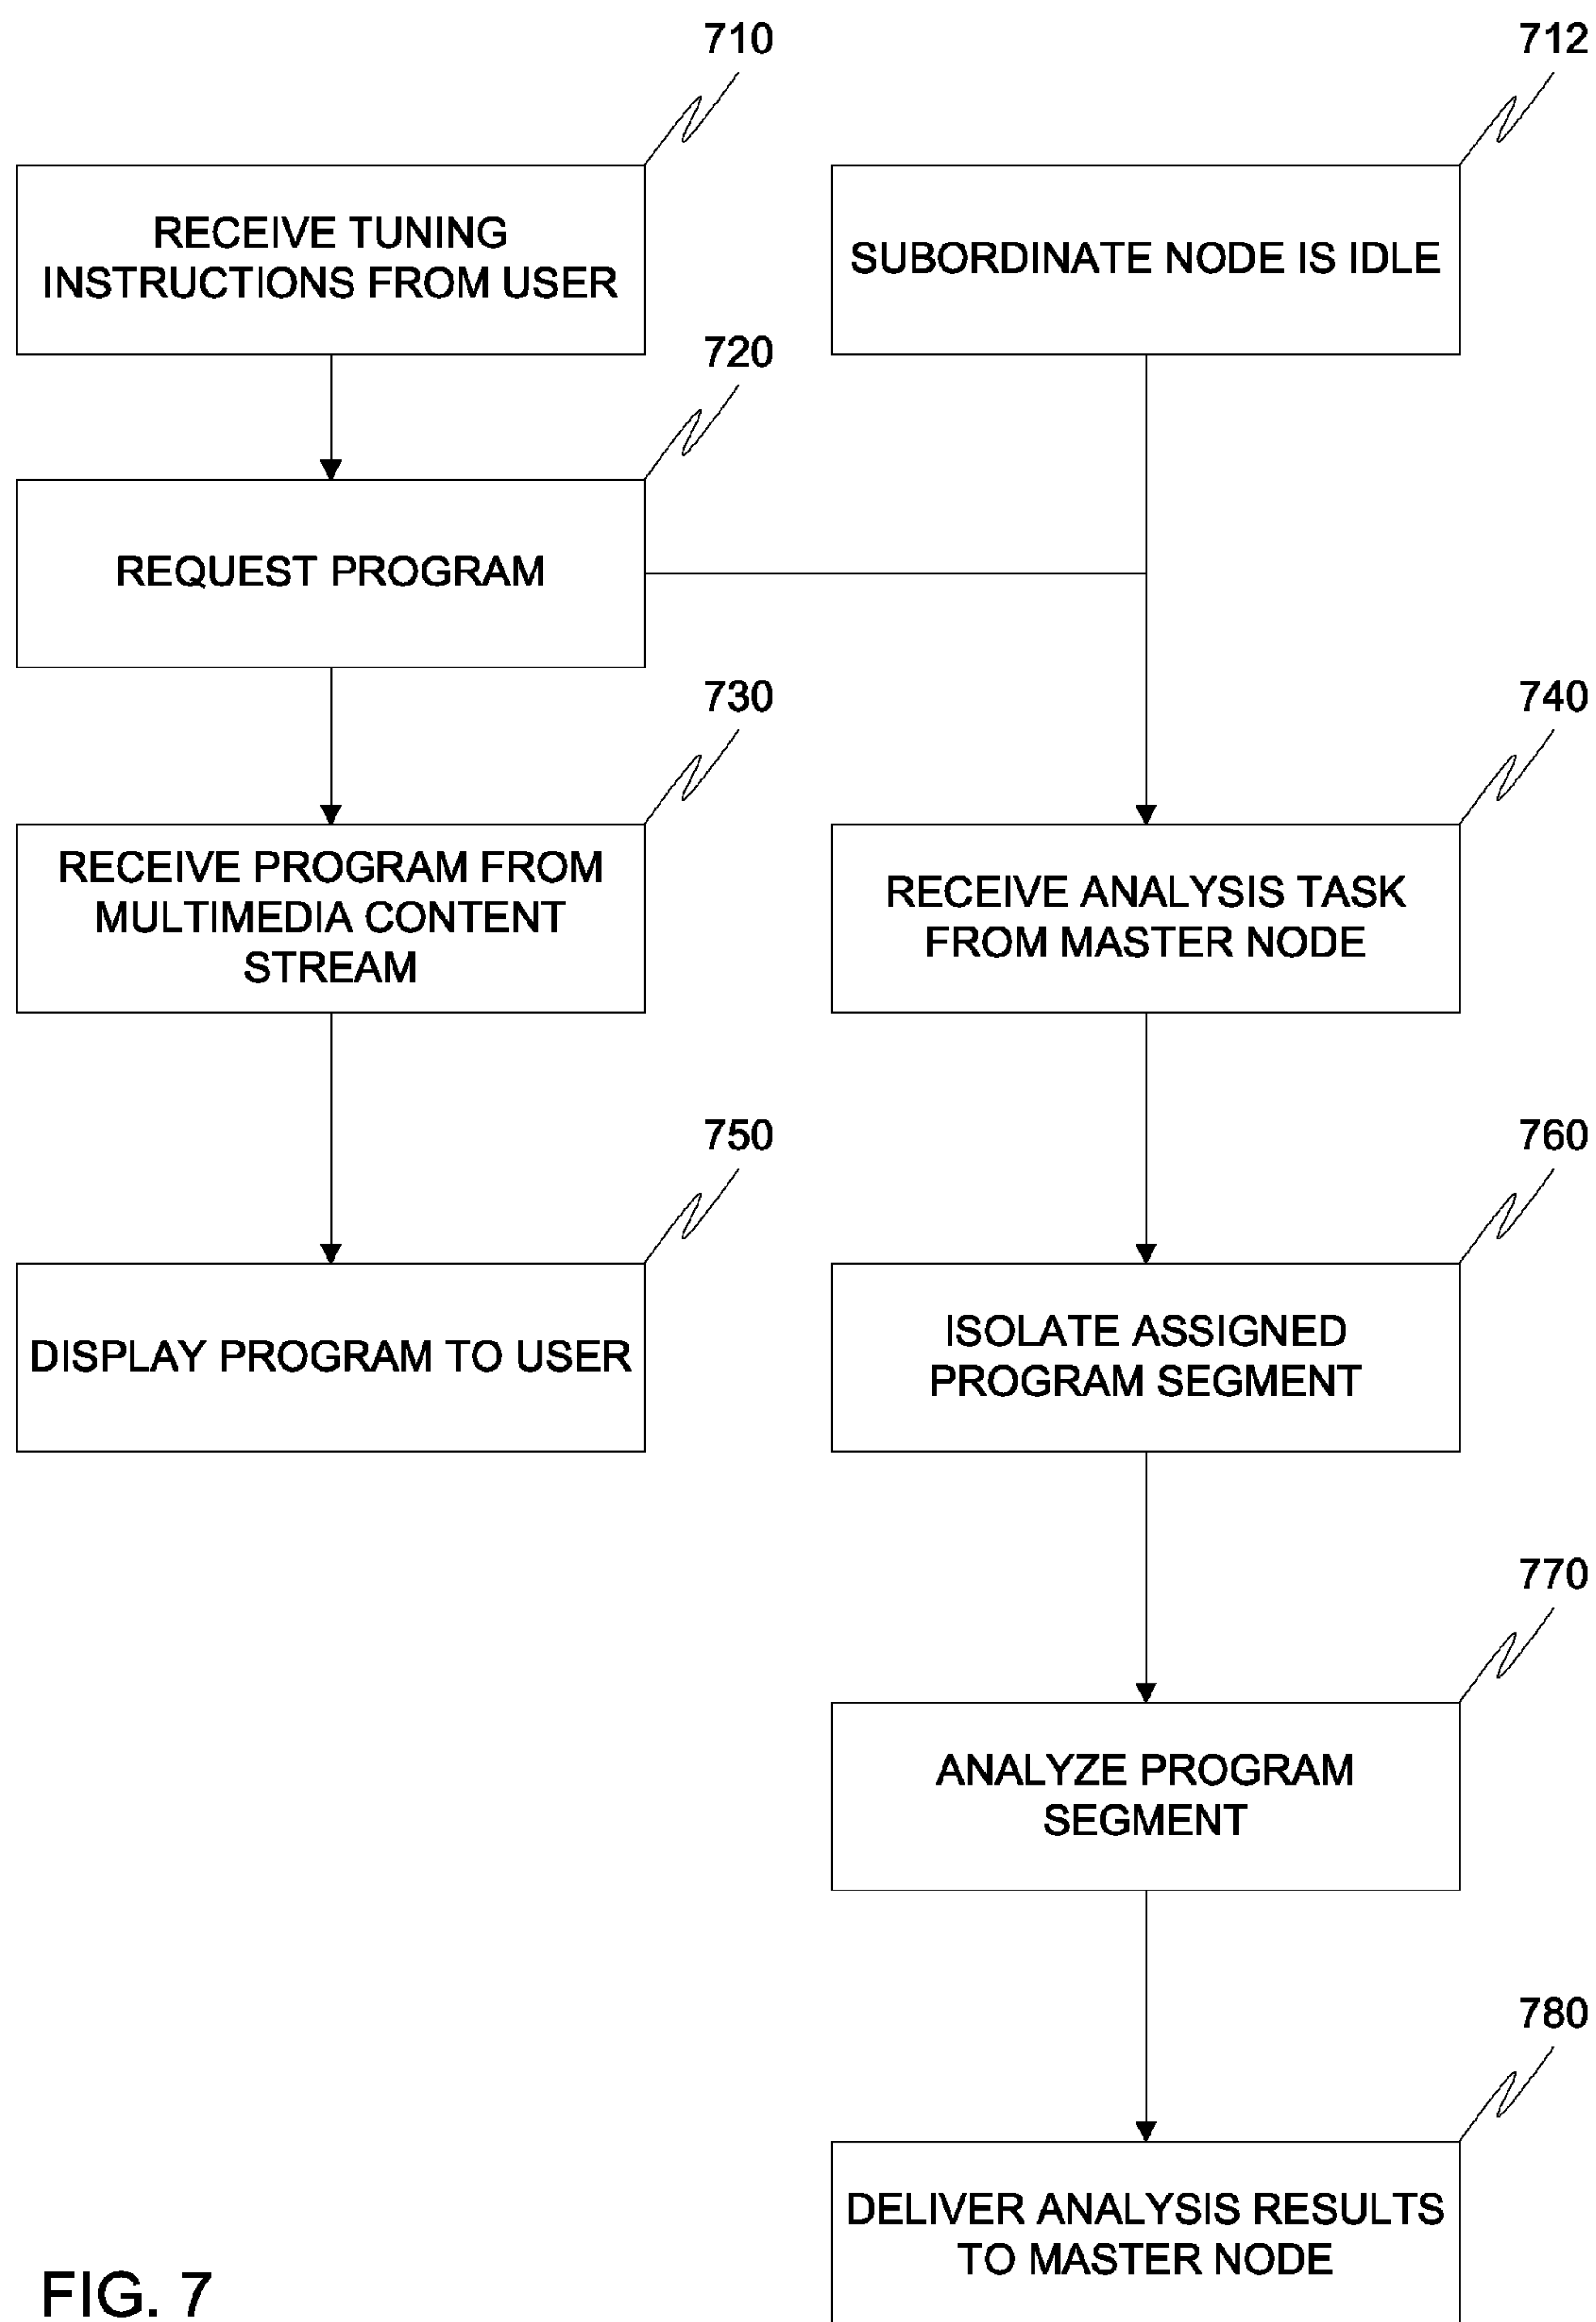 710
712
RECEIVE TUNING
INSTRUCTIONS FROM USER
SUBORDINATE NODE IS IDLE
720
REQUEST PROGRAM
730
740
RECEIVE PROGRAM FROM
MULTIMEDIA CONTENT
STREAM
RECEIVE ANALYSIS TASK
FROM MASTER NODE
750
760
DISPLAY PROGRAM TO USER
ISOLATE ASSIGNED
PROGRAM SEGMENT
770
ANALYZE PROGRAM
SEGMENT
780
DELIVER ANALYSIS RESULTS
TO MASTER NODE
FIG. 7